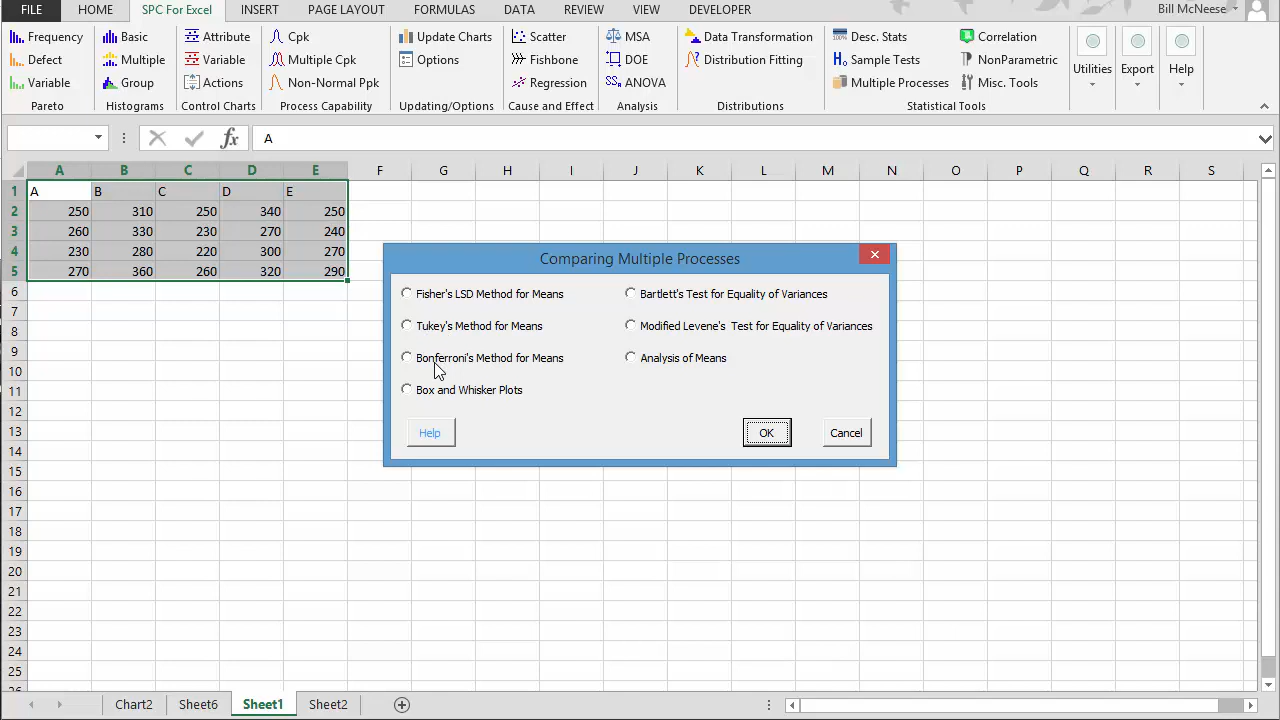 FILE HOME SPC For Excel INSERT PAGE LAYOUT FORMULAS DATA REVIEW VIEW DEVELOPER Bill McNeese
Frequency Basic Attribute Cpk Update Charts Scatter MSA Data Transformation Desc. Stats Correlation
Defect Multiple Variable Multiple Cpk Options Fishbone DOE Distribution Fitting Sample Tests NonParametric Utilities Export Help
Variable Group Actions Non-Normal Ppk Regression ANOVA Multiple Processes Misc. Tools
Pareto Histograms Control Charts Process Capability Updating/Options Cause and Effect Analysis Distributions Statistical Tools
fx A
A B C D E F G H I J K L M N O P Q R S
1 A B C D E
2 250 310 250 340 250
3 260 330 230 270 240
4 230 280 220 300 270
5 270 360 260 320 290
6
7
8
9
10
11
12
13
14
15
16
17
18
19
20
21
22
23
24
25
26
Comparing Multiple Processes
Fisher's LSD Method for Means Bartlett's Test for Equality of Variances
Tukey's Method for Means Modified Levene's Test for Equality of Variances
Bonferroni's Method for Means Analysis of Means
Box and Whisker Plots
Help OK Cancel
Chart2 Sheet6 Sheet1 Sheet2